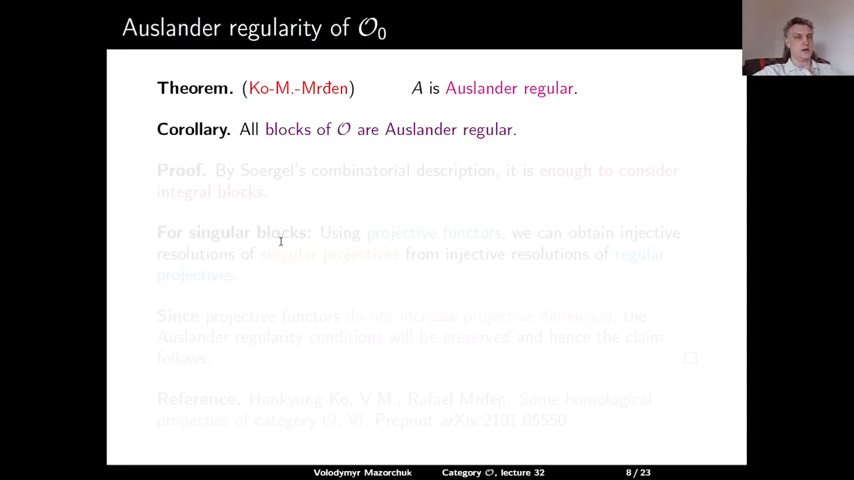 Auslander regularity of 𝒪₀
Theorem. (Ko-M.-Mrđen) A is Auslander regular.
Corollary. All blocks of 𝒪 are Auslander regular.
Proof. By Soergel's combinatorial description, it is enough to consider
integral blocks.
For singular blocks: Using projective functors, we can obtain injective
resolutions of singular projectives from injective resolutions of regular
projectives.
Since projective functors do not increase projective dimension, the
Auslander regularity conditions will be preserved and hence the claim
follows. □
Reference. Hankyung Ko, V.M., Rafael Mrđen. Some homological
properties of category 𝒪, VI. Preprint arXiv:2101.05550.
Volodymyr Mazorchuk Category 𝒪, lecture 32 8 / 23